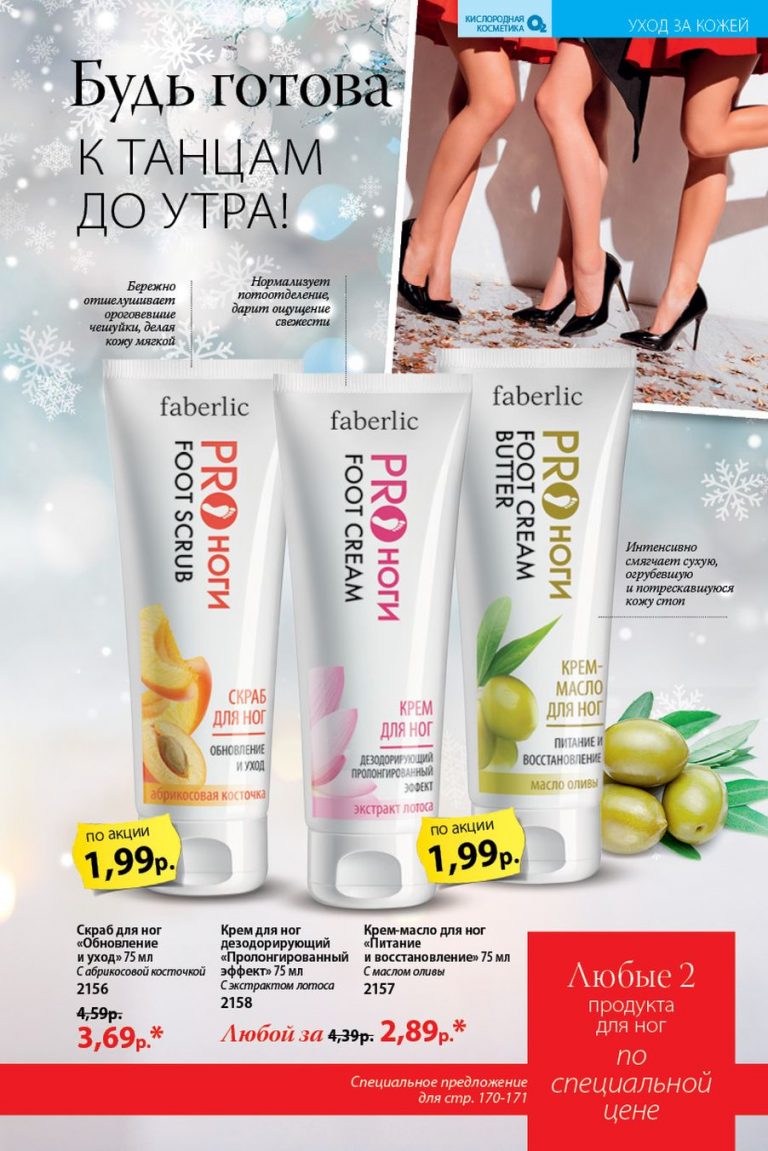 КИСЛОРОДНАЯ
КОСМЕТИКА O2
УХОД ЗА КОЖЕЙ
Будь готова
К ТАНЦАМ
ДО УТРА!
Бережно
отшелушивает
ороговевшие
чешуйки, делая
кожу мягкой
Нормализует
потоотделение,
дарит ощущение
свежести
faberlic
PRO НОГИ
FOOT SCRUB
СКРАБ
ДЛЯ НОГ
ОБНОВЛЕНИЕ
И УХОД
абрикосовая косточка
faberlic
PRO НОГИ
FOOT CREAM
КРЕМ
ДЛЯ НОГ
ДЕЗОДОРИРУЮЩИЙ
ПРОЛОНГИРОВАННЫЙ
ЭФФЕКТ
экстракт лотоса
faberlic
PRO НОГИ
FOOT CREAM
BUTTER
КРЕМ-
МАСЛО
ДЛЯ НОГ
ПИТАНИЕ И
ВОССТАНОВЛЕНИЕ
масло оливы
Интенсивно
смягчает сухую,
огрубевшую
и потрескавшуюся
кожу стоп
по акции
1,99р.
по акции
1,99р.
Скраб для ног
«Обновление
и уход» 75 мл
С абрикосовой косточкой
2156
4,59р.
3,69р.*
Крем для ног
дезодорирующий
«Пролонгированный
эффект» 75 мл
С экстрактом лотоса
2158
Крем-масло для ног
«Питание
и восстановление» 75 мл
С маслом оливы
2157
Любой за 4,39р. 2,89р.*
Любые 2
продукта
для ног
по
специальной
цене
Специальное предложение
для стр. 170-171